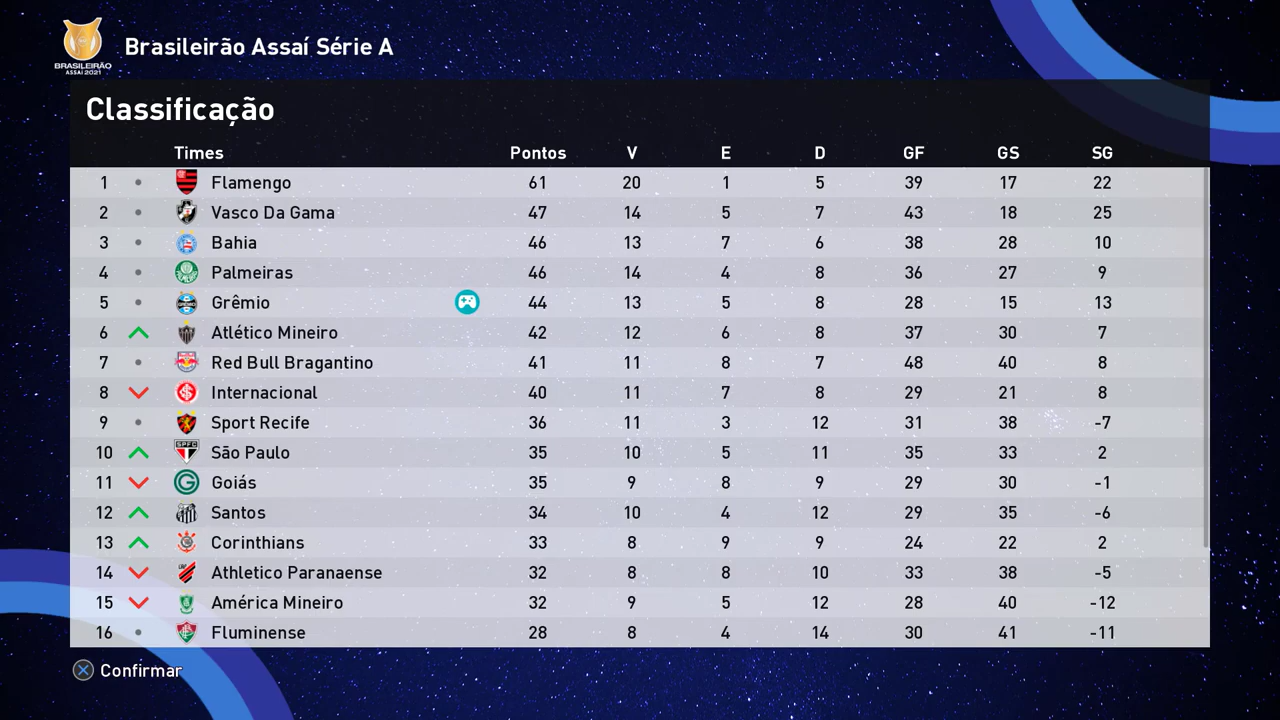 BRASILEIRÃO
ASSAÍ 2021
Brasileirão Assaí Série A
Classificação
Times Pontos V E D GF GS SG
1 Flamengo 61 20 1 5 39 17 22
2 Vasco Da Gama 47 14 5 7 43 18 25
3 Bahia 46 13 7 6 38 28 10
4 Palmeiras 46 14 4 8 36 27 9
5 Grêmio 44 13 5 8 28 15 13
6 Atlético Mineiro 42 12 6 8 37 30 7
7 Red Bull Bragantino 41 11 8 7 48 40 8
8 Internacional 40 11 7 8 29 21 8
9 Sport Recife 36 11 3 12 31 38 -7
10 São Paulo 35 10 5 11 35 33 2
11 Goiás 35 9 8 9 29 30 -1
12 Santos 34 10 4 12 29 35 -6
13 Corinthians 33 8 9 9 24 22 2
14 Athletico Paranaense 32 8 8 10 33 38 -5
15 América Mineiro 32 9 5 12 28 40 -12
16 Fluminense 28 8 4 14 30 41 -11
Confirmar